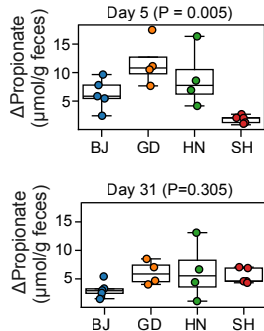 Day 5 (P = 0.005)
ΔPropionate
(μmol/g feces)
15
10
5
BJ GD HN SH
Day 31 (P=0.305)
ΔPropionate
(μmol/g feces)
15
10
5
BJ GD HN SH